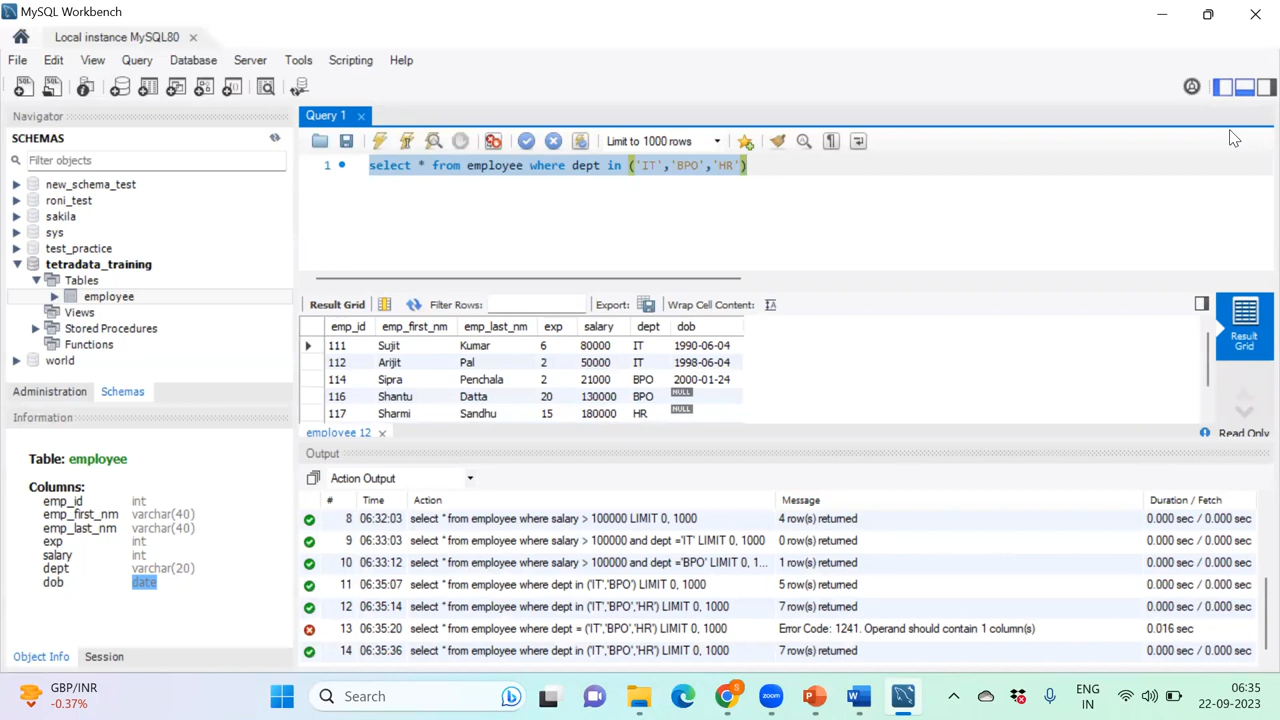 MySQL Workbench
Local instance MySQL80
File Edit View Query Database Server Tools Scripting Help
Navigator
Query 1
SCHEMAS
Limit to 1000 rows
Filter objects
1 select * from employee where dept in ('IT','BPO','HR')
new_schema_test
roni_test
sakila
sys
test_practice
tetradata_training
Tables
employee
Views
Stored Procedures
Functions
world
Result Grid Filter Rows: Export: Wrap Cell Content:
emp_id emp_first_nm emp_last_nm exp salary dept dob
111 Sujit Kumar 6 80000 IT 1990-06-04
112 Arijit Pal 2 50000 IT 1998-06-04
114 Sipra Penchala 2 21000 BPO 2000-01-24
116 Shantu Datta 20 130000 BPO NULL
117 Sharmi Sandhu 15 180000 HR NULL
Result
Grid
employee 12
Read Only
Administration Schemas
Information
Table: employee
Columns:
emp_id int
emp_first_nm varchar(40)
emp_last_nm varchar(40)
exp int
salary int
dept varchar(20)
dob date
Object Info Session
Output
Action Output
# Time Action Message Duration / Fetch
8 06:32:03 select * from employee where salary > 100000 LIMIT 0, 1000 4 row(s) returned 0.000 sec / 0.000 sec
9 06:33:03 select * from employee where salary > 100000 and dept ='IT' LIMIT 0, 1000 0 row(s) returned 0.000 sec / 0.000 sec
10 06:33:12 select * from employee where salary > 100000 and dept ='BPO' LIMIT 0, 1... 1 row(s) returned 0.000 sec / 0.000 sec
11 06:35:07 select * from employee where dept in ('IT','BPO') LIMIT 0, 1000 5 row(s) returned 0.000 sec / 0.000 sec
12 06:35:14 select * from employee where dept in ('IT','BPO','HR') LIMIT 0, 1000 7 row(s) returned 0.000 sec / 0.000 sec
13 06:35:20 select * from employee where dept = ('IT','BPO','HR') LIMIT 0, 1000 Error Code: 1241. Operand should contain 1 column(s) 0.016 sec
14 06:35:36 select * from employee where dept in ('IT','BPO','HR') LIMIT 0, 1000 7 row(s) returned 0.000 sec / 0.000 sec
GBP/INR
-0.37%
Search
zoom
ENG
IN
06:35
22-09-2023